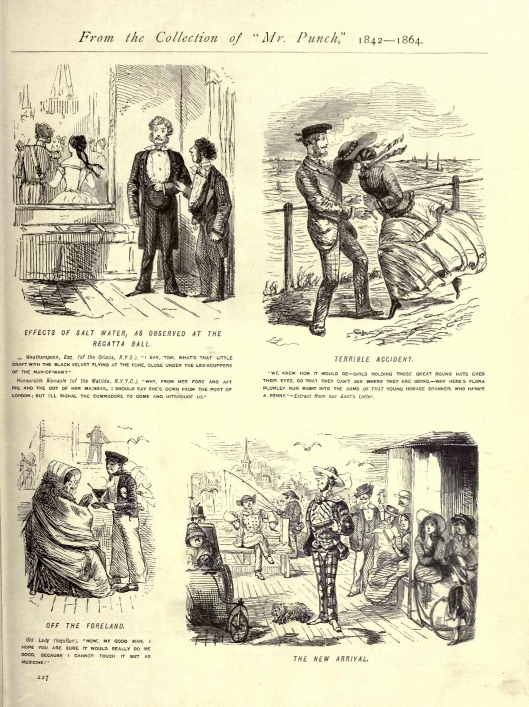 From the Collection of "Mr. Punch," 1842—1864.
EFFECTS OF SALT WATER, AS OBSERVED AT THE
REGATTA BALL.
Weatherspoon, Esq. (of the Grisna, R.Y.S.). "I SAY, TOM, WHAT'S THAT LITTLE
CRAFT WITH THE BLACK VELVET FLYING AT THE FORE, CLOSE UNDER THE LEE-SCUPPERS
OF THE MAN-OF-WAR?"
Honourable Binnacle (of the Matilda, R.V.Y.C.). "WHY, FROM HER FORE AND AFT
RIG, AND THE CUT OF HER MAINSAIL, I SHOULD SAY SHE'S DOWN FROM THE PORT OF
LONDON; BUT I'LL SIGNAL THE COMMODORE TO COME AND INTRODUCE US."
TERRIBLE ACCIDENT.
"WE KNEW HOW IT WOULD BE—GIRLS HOLDING THOSE GREAT ROUND HATS OVER
THEIR EYES, SO THAT THEY CAN'T SEE WHERE THEY ARE GOING.—WHY HERE'S FLORA
PLUMLEY RUN RIGHT INTO THE ARMS OF THAT YOUNG HORACE SPANKER, WHO HASN'T
A PENNY."—Extract from our Aunt's Letter.
OFF THE FORELAND.
Old Lady (loquitur). "NOW, MY GOOD MAN, I
HOPE YOU ARE SURE IT WOULD REALLY DO ME
GOOD, BECAUSE I CANNOT TOUCH IT BUT AS
MEDICINE!"
THE NEW ARRIVAL.
227